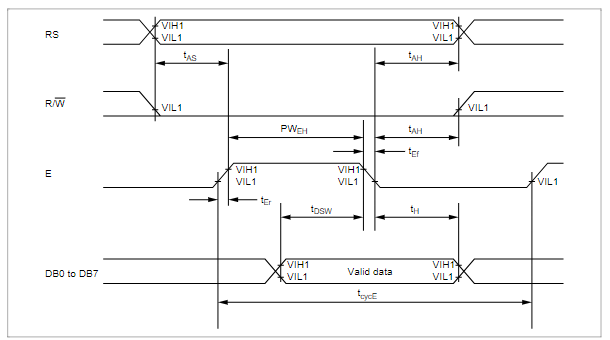 RS VIH1 VIH1
VIL1 VIL1
tAS tAH
R/W̅ VIL1 VIL1
PWEH tAH
tEf
E VIH1 VIH1
VIL1 VIL1 VIL1
tEr
tDSW tH
DB0 to DB7 VIH1 Valid data VIH1
VIL1 VIL1
tcycE